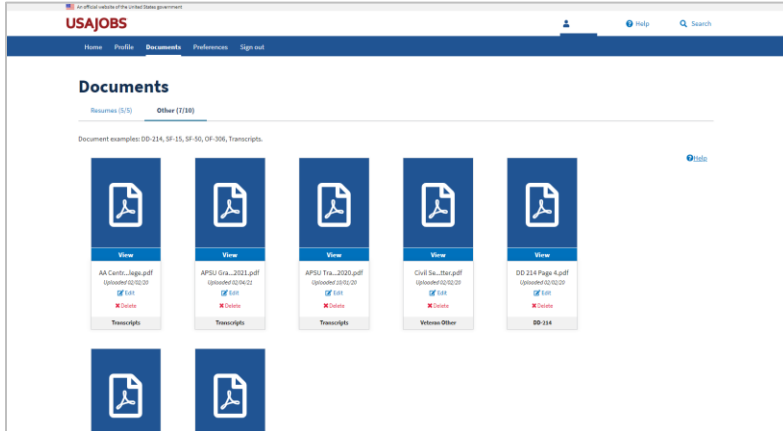 An official website of the United States government
USAJOBS
Help
Search
Home Profile Documents Preferences Sign out
Documents
Resumes (5/5) Other (7/10)
Document examples: DD-214, SF-15, SF-50, OF-306, Transcripts.
Help
View View View View View
AA Centr...lege.pdf APSU Gra...2021.pdf APSU Tra...2020.pdf Civil Se...tter.pdf DD 214 Page 4.pdf
Uploaded 02/02/20 Uploaded 02/04/21 Uploaded 10/01/20 Uploaded 02/02/20 Uploaded 02/02/20
Edit Edit Edit Edit Edit
Delete Delete Delete Delete Delete
Transcripts Transcripts Transcripts Veteran Other DD-214